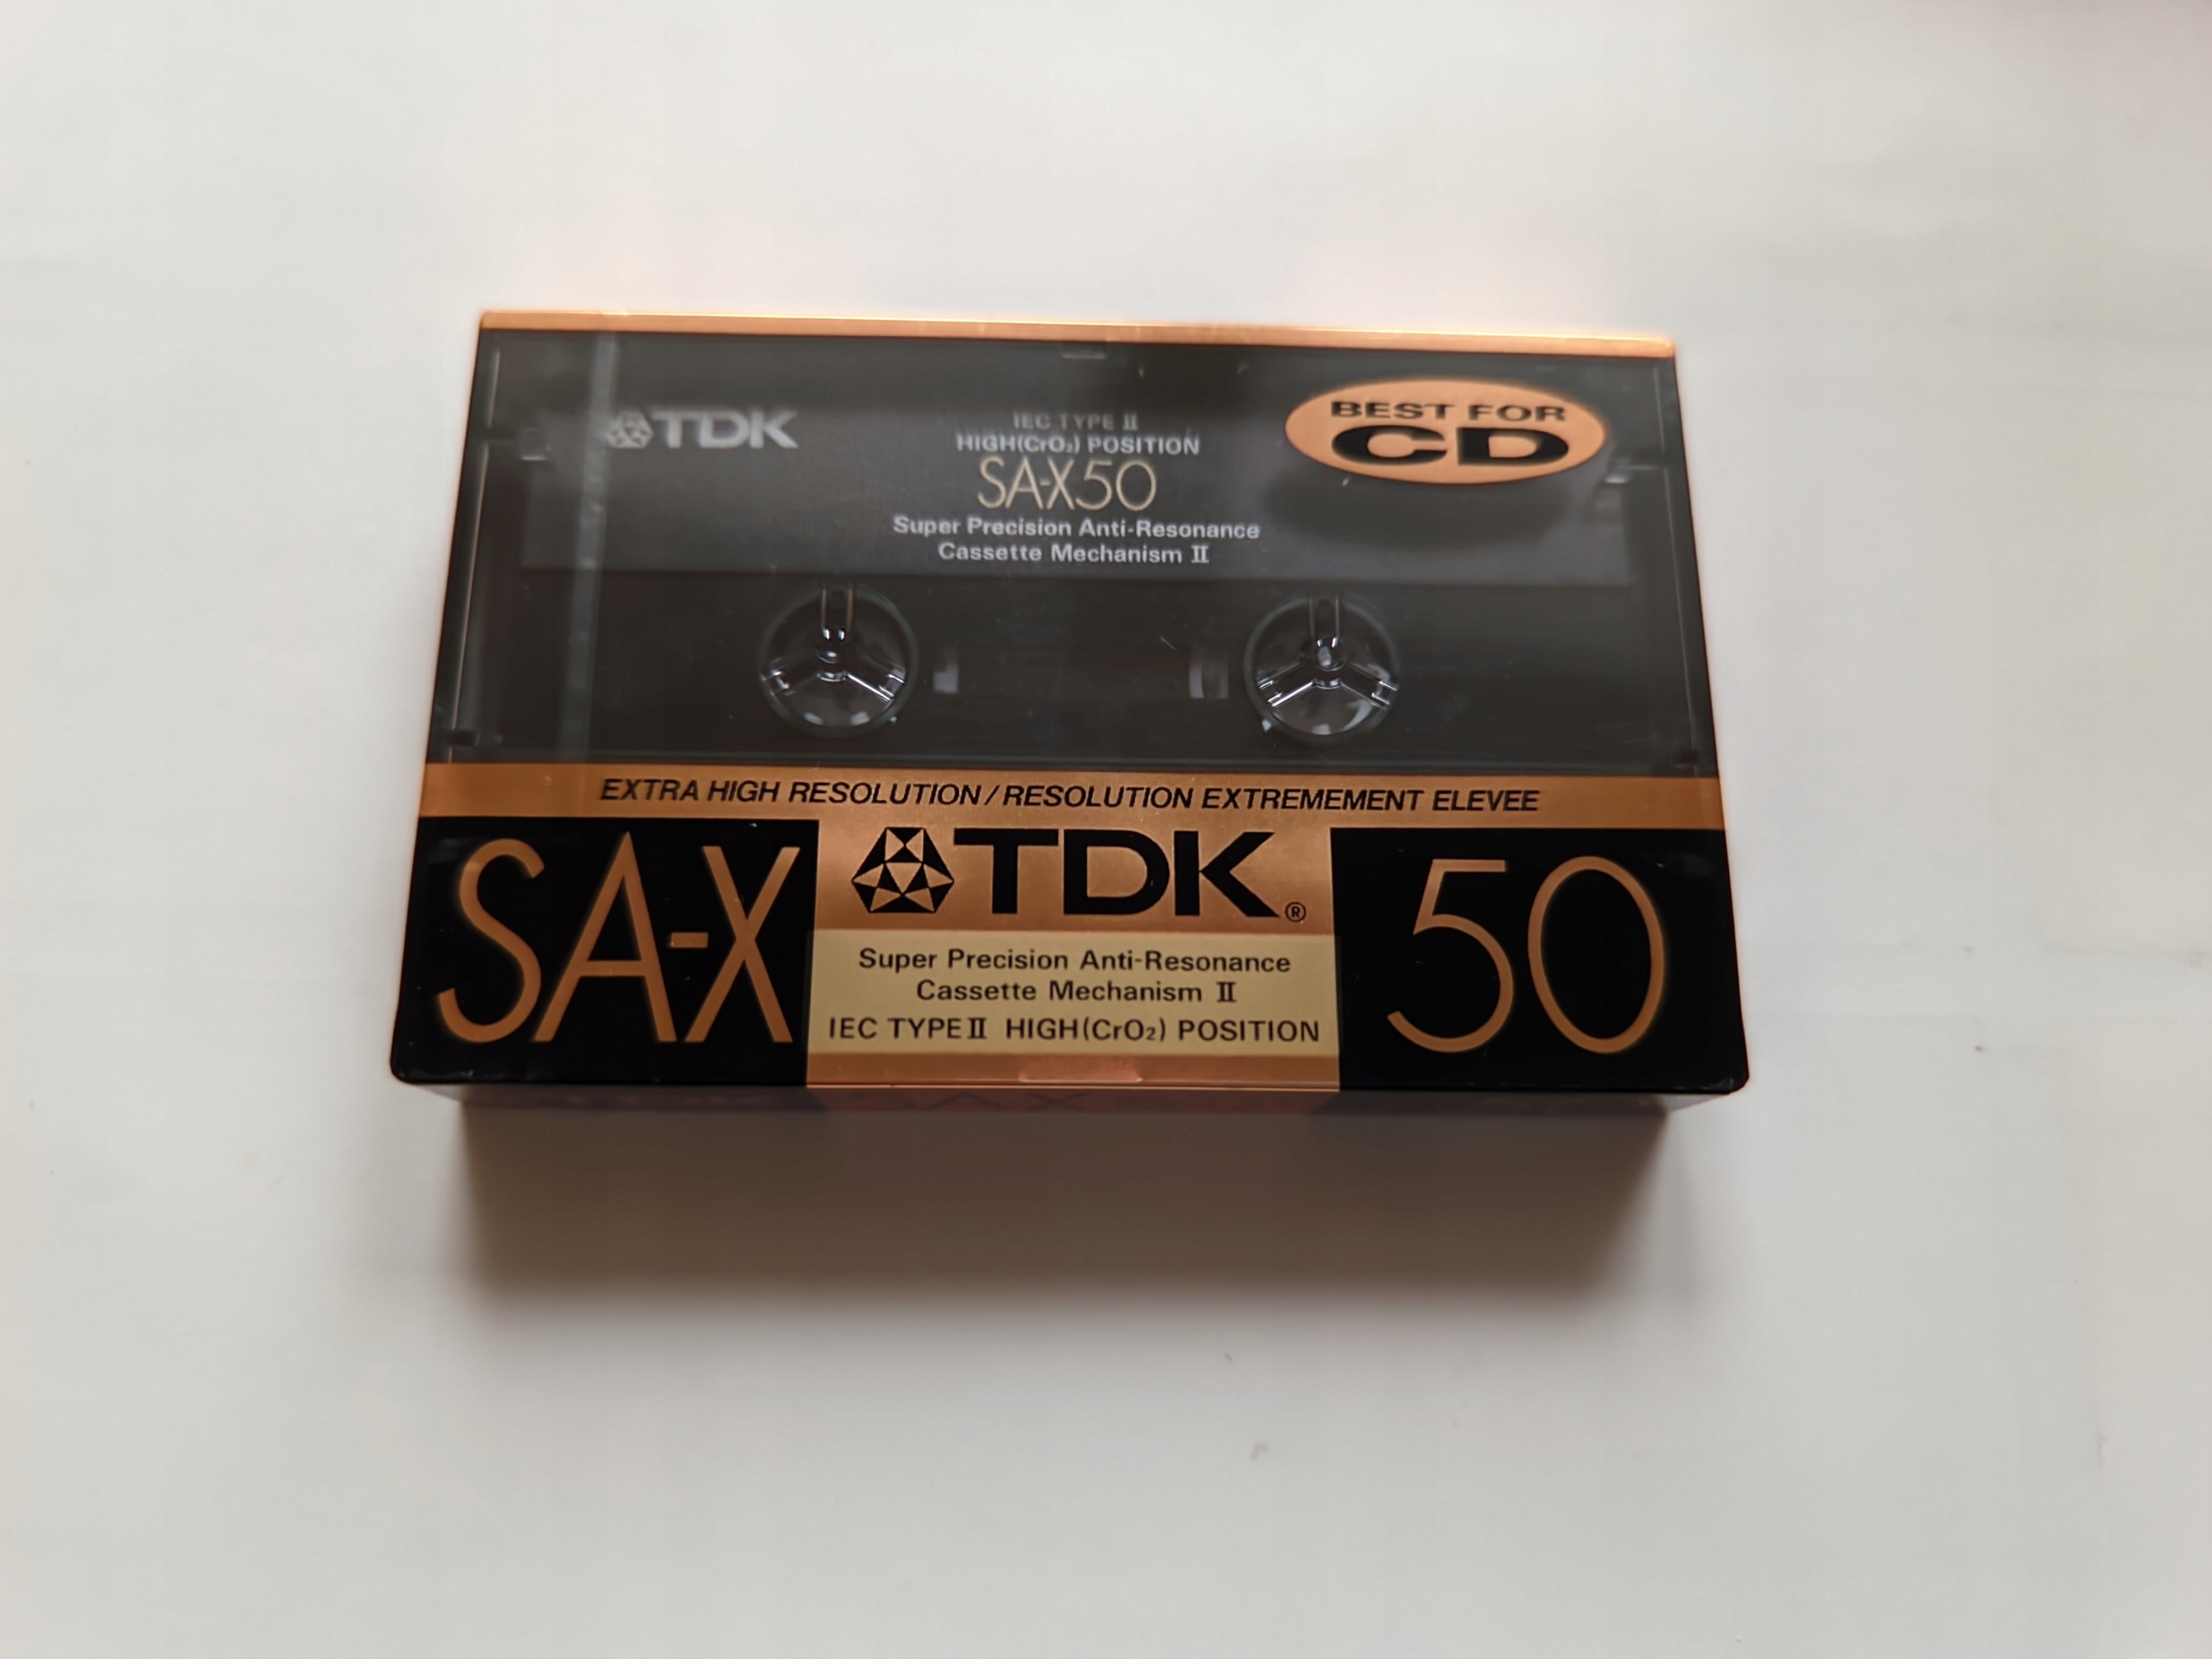 TDK
IEC TYPE II
HIGH(CrO₂) POSITION
SA-X50
Super Precision Anti-Resonance
Cassette Mechanism II
BEST FOR
CD
EXTRA HIGH RESOLUTION/RESOLUTION EXTREMEMENT ELEVEE
SA-X
TDK®
Super Precision Anti-Resonance
Cassette Mechanism II
IEC TYPE II HIGH(CrO₂) POSITION
50